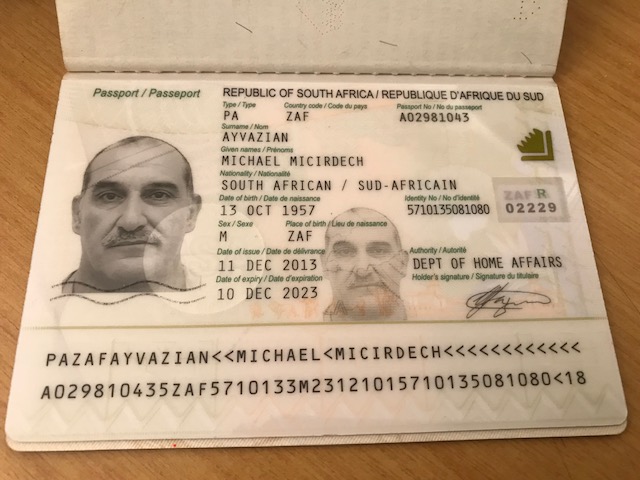 Passport / Passeport
REPUBLIC OF SOUTH AFRICA / REPUBLIQUE D'AFRIQUE DU SUD
Type / Type Country code / Code du pays Passport No / No du passeport
PA ZAF A02981043
Surname / Nom
AYVAZIAN
Given names / Prénoms
MICHAEL MICIRDECH
Nationality / Nationalité
SOUTH AFRICAN / SUD-AFRICAIN
Date of birth / Date de naissance Identity No / No d'identité
13 OCT 1957 5710135081080
ZAF R
02229
Sex / Sexe Place of birth / Lieu de naissance
M ZAF
Date of issue / Date de délivrance Authority / Autorité
11 DEC 2013 DEPT OF HOME AFFAIRS
Date of expiry / Date d'expiration Holder's signature / Signature du titulaire
10 DEC 2023
PAZAFAYVAZIAN<<MICHAEL<MICIRDECH<<<<<<<<<<<<
A029810435ZAF5710133M23121015710135081080<18